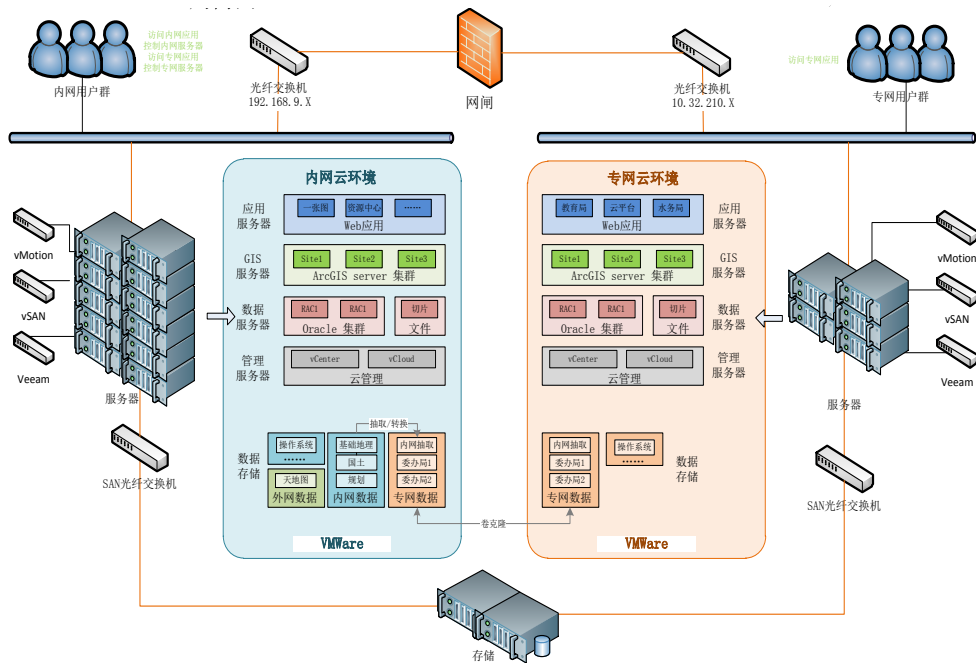 访问内网应用
控制内网服务器
访问专网应用
控制专网服务器
内网用户群
光纤交换机
192.168.9.X
网闸
光纤交换机
10.32.210.X
访问专网应用
专网用户群
内网云环境
应用
服务器
一张图
资源中心
……
Web应用
GIS
服务器
Site1
Site2
Site3
ArcGIS server 集群
数据
服务器
RAC1
RAC1
Oracle 集群
切片
文件
管理
服务器
vCenter
vCloud
云管理
抽取/转换
数据
存储
操作系统
……
天地图
外网数据
基础地理
国土
规划
内网数据
内网抽取
委办局1
委办局2
专网数据
VMWare
vMotion
vSAN
Veeam
服务器
SAN光纤交换机
专网云环境
教育局
云平台
水务局
Web应用
应用
服务器
Site1
Site2
Site3
ArcGIS server 集群
GIS
服务器
RAC1
RAC1
Oracle 集群
切片
文件
数据
服务器
vCenter
vCloud
云管理
管理
服务器
内网抽取
委办局1
委办局2
专网数据
操作系统
……
数据
存储
卷克隆
VMWare
vMotion
vSAN
Veeam
服务器
SAN光纤交换机
存储